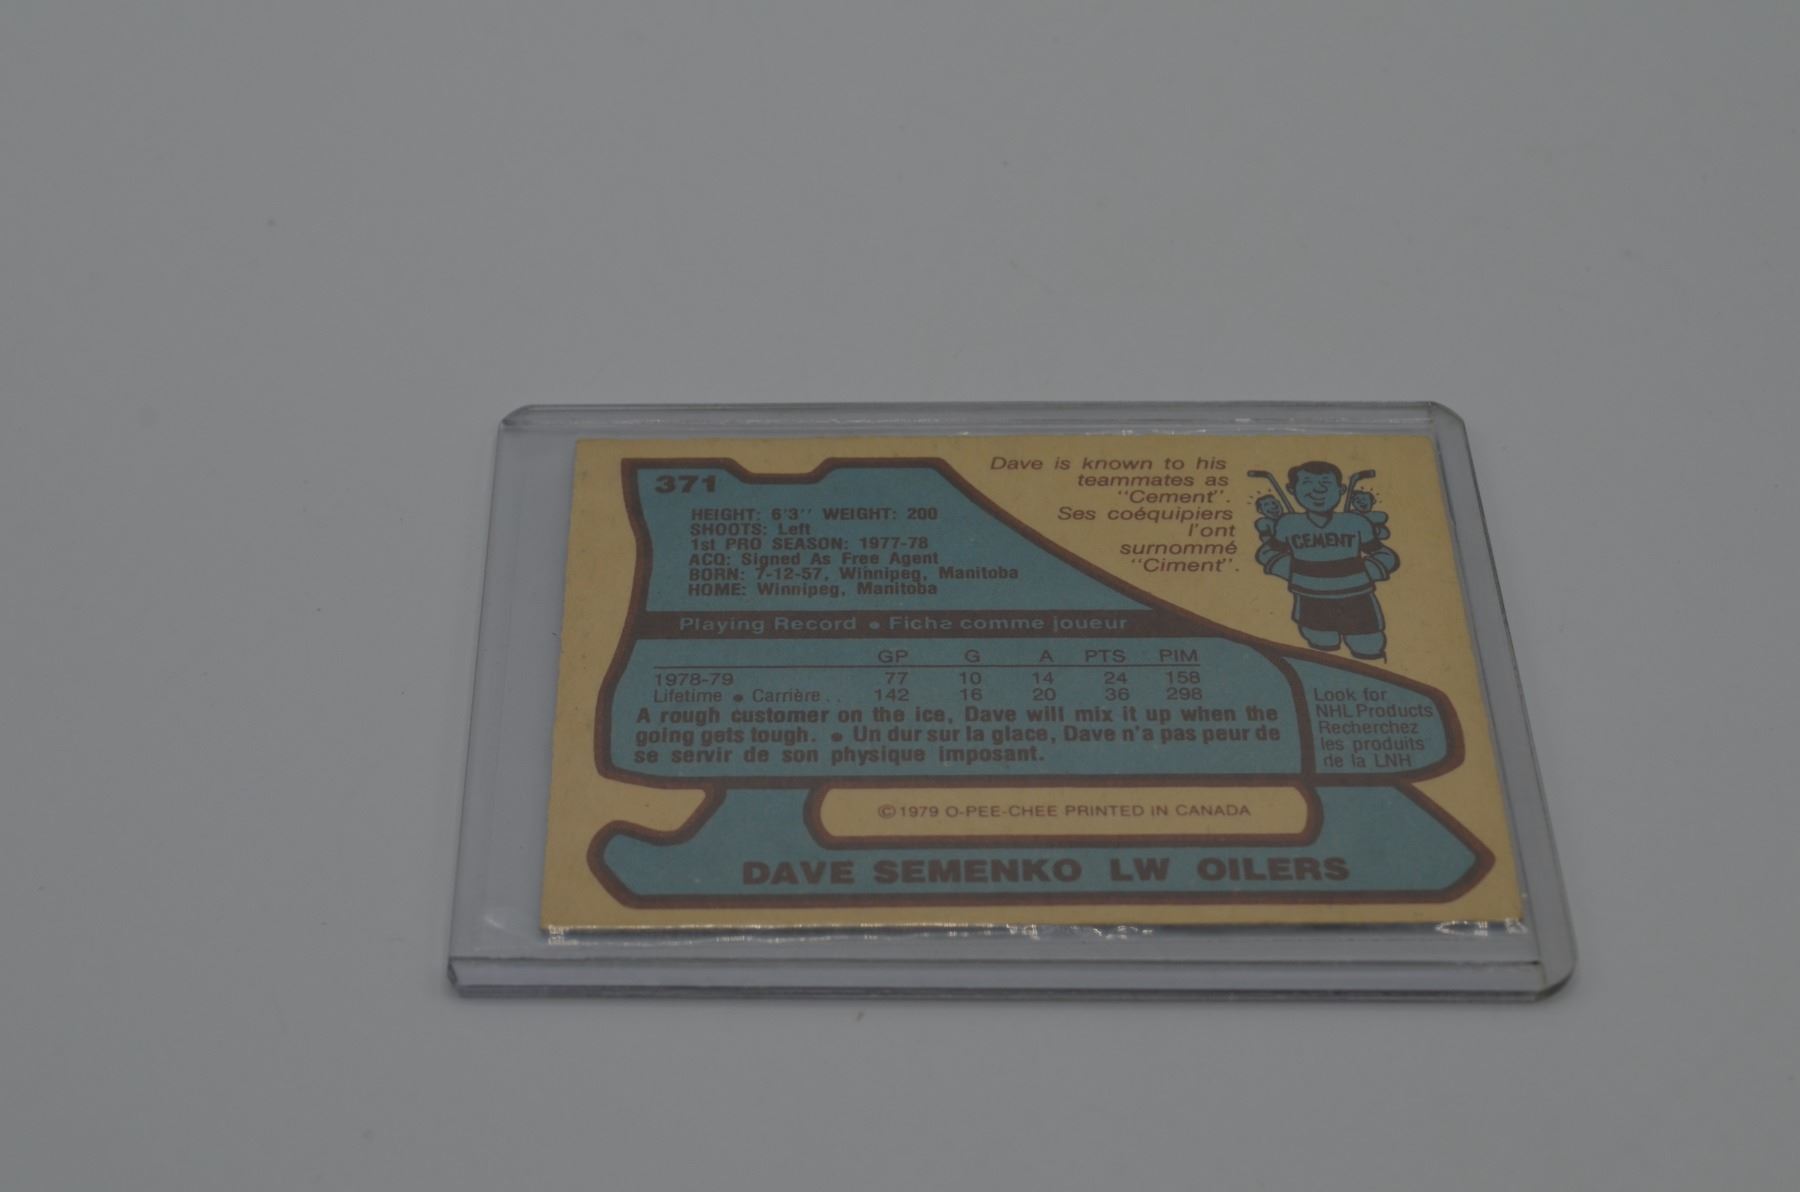 371
HEIGHT: 6'3'' WEIGHT: 200
SHOOTS: Left
1st PRO SEASON: 1977-78
ACQ: Signed As Free Agent
BORN: 7-12-57, Winnipeg, Manitoba
HOME: Winnipeg, Manitoba
Dave is known to his
teammates as
"Cement".
Ses coéquipiers
l'ont
surnommé
"Ciment".
CEMENT
Playing Record • Fiche comme joueur
GP G A PTS PIM
1978-79 77 10 14 24 158
Lifetime • Carrière . . 142 16 20 36 298
A rough customer on the ice, Dave will mix it up when the
going gets tough. • Un dur sur la glace, Dave n'a pas peur de
se servir de son physique imposant.
Look for
NHL Products
Recherchez
les produits
de la LNH
©1979 O-PEE-CHEE PRINTED IN CANADA
DAVE SEMENKO LW OILERS